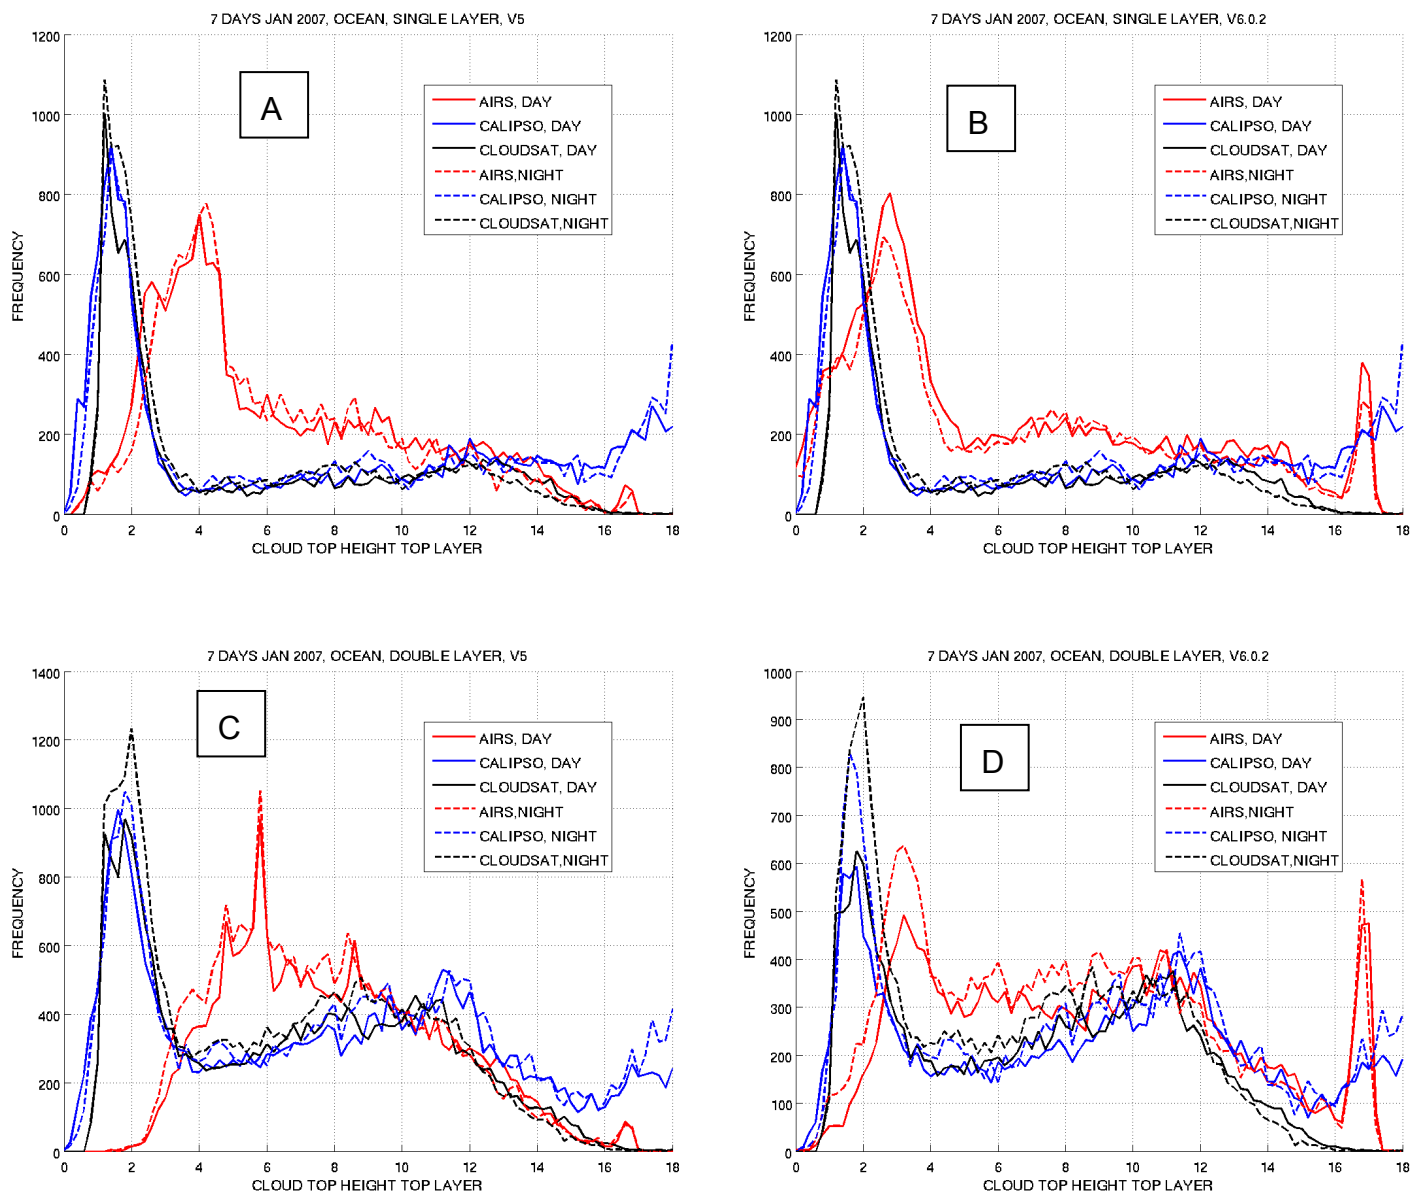 7 DAYS JAN 2007, OCEAN, SINGLE LAYER, V5
A
AIRS, DAY
CALIPSO, DAY
CLOUDSAT, DAY
AIRS,NIGHT
CALIPSO, NIGHT
CLOUDSAT,NIGHT
FREQUENCY
1200
1000
800
600
400
200
0
0 2 4 6 8 10 12 14 16 18
CLOUD TOP HEIGHT TOP LAYER
7 DAYS JAN 2007, OCEAN, SINGLE LAYER, V6.0.2
B
AIRS, DAY
CALIPSO, DAY
CLOUDSAT, DAY
AIRS,NIGHT
CALIPSO, NIGHT
CLOUDSAT,NIGHT
FREQUENCY
1200
1000
800
600
400
200
0
0 2 4 6 8 10 12 14 16 18
CLOUD TOP HEIGHT TOP LAYER
7 DAYS JAN 2007, OCEAN, DOUBLE LAYER, V5
C
AIRS, DAY
CALIPSO, DAY
CLOUDSAT, DAY
AIRS,NIGHT
CALIPSO, NIGHT
CLOUDSAT,NIGHT
FREQUENCY
1400
1200
1000
800
600
400
200
0
0 2 4 6 8 10 12 14 16 18
CLOUD TOP HEIGHT TOP LAYER
7 DAYS JAN 2007, OCEAN, DOUBLE LAYER, V6.0.2
D
AIRS, DAY
CALIPSO, DAY
CLOUDSAT, DAY
AIRS,NIGHT
CALIPSO, NIGHT
CLOUDSAT,NIGHT
FREQUENCY
1000
900
800
700
600
500
400
300
200
100
0
0 2 4 6 8 10 12 14 16 18
CLOUD TOP HEIGHT TOP LAYER